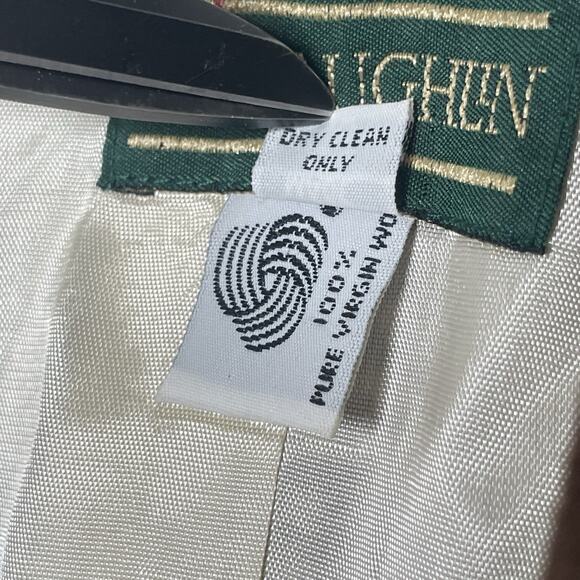 UGHLIN
DRY CLEAN
ONLY
100%
PURE VIRGIN WO